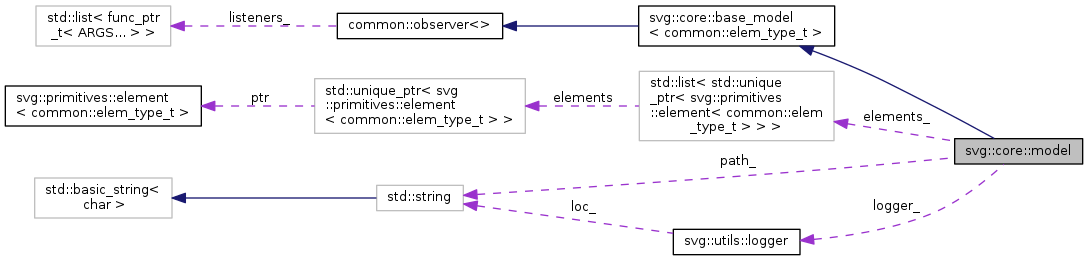 std::list< func_ptr
_t< ARGS... > >
listeners_
common::observer<>
svg::core::base_model
< common::elem_type_t >
svg::primitives::element
< common::elem_type_t >
ptr
std::unique_ptr< svg
::primitives::element
< common::elem_type_t > >
elements
std::list< std::unique
_ptr< svg::primitives
::element< common::elem
_type_t > > >
elements_
svg::core::model
path_
std::basic_string<
char >
std::string
loc_
logger_
svg::utils::logger